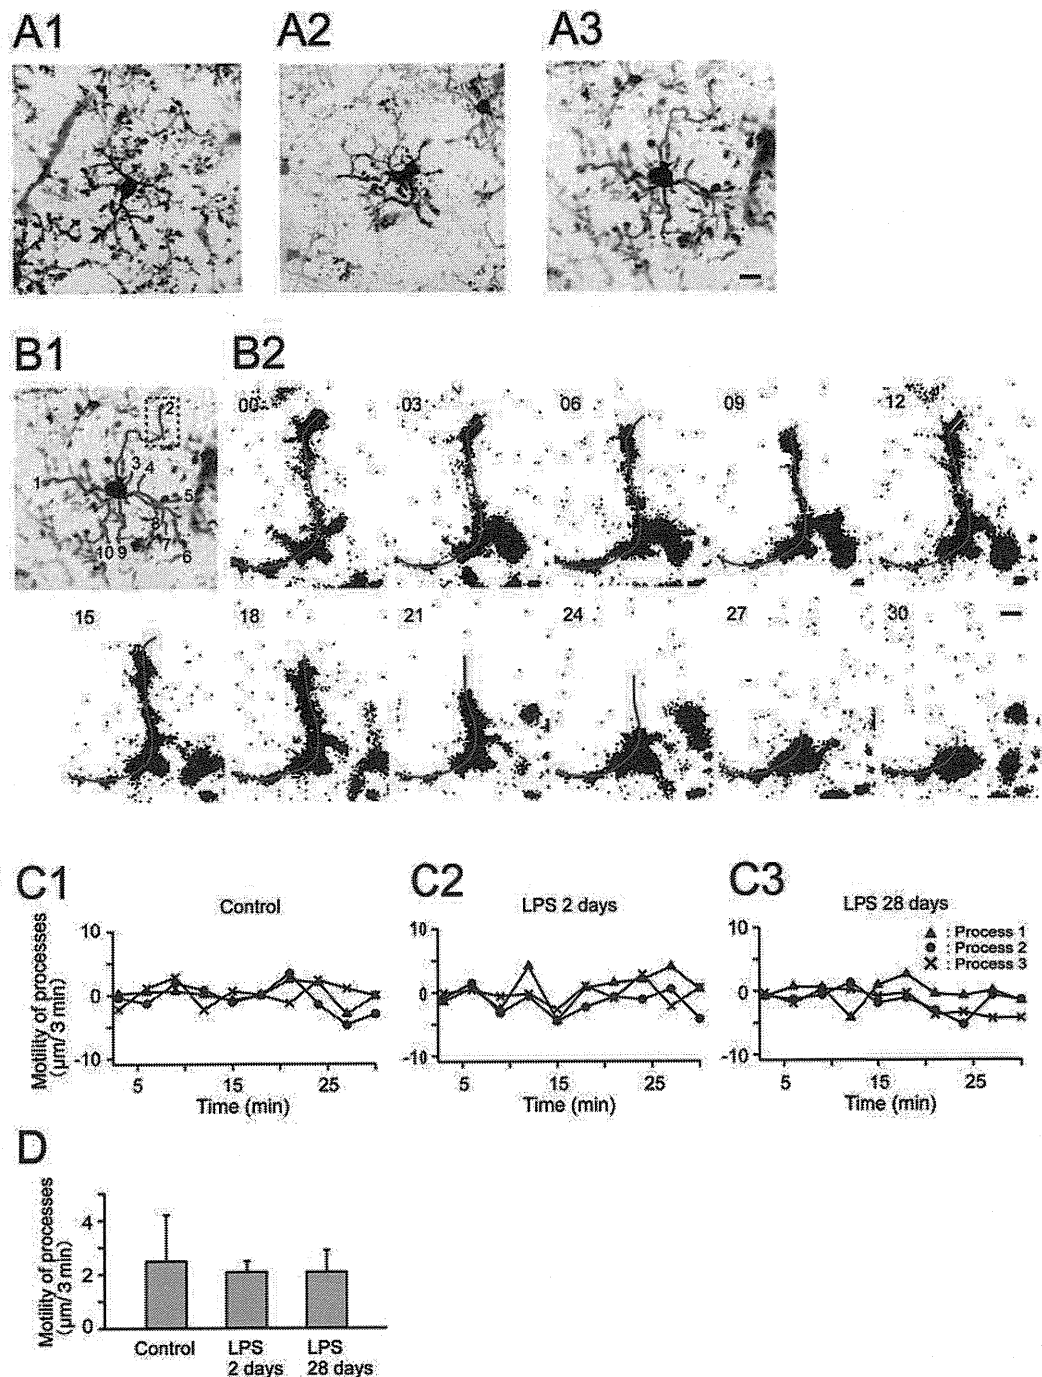 A1 A2 A3
B1 B2
2
3 4
1
5
8
10 9 7 6
00 03 06 09 12
15 18 21 24 27 30
C1 C2 C3
Control
LPS 2 days
LPS 28 days
Process 1
Process 2
Process 3
Motility of processes
(μm/3 min)
10
0
-10
5 15 25
Time (min)
10
0
-10
5 15 25
Time (min)
10
0
-10
5 15 25
Time (min)
D
Motility of processes
(μm/3 min)
4
2
0
Control
LPS
2 days
LPS
28 days